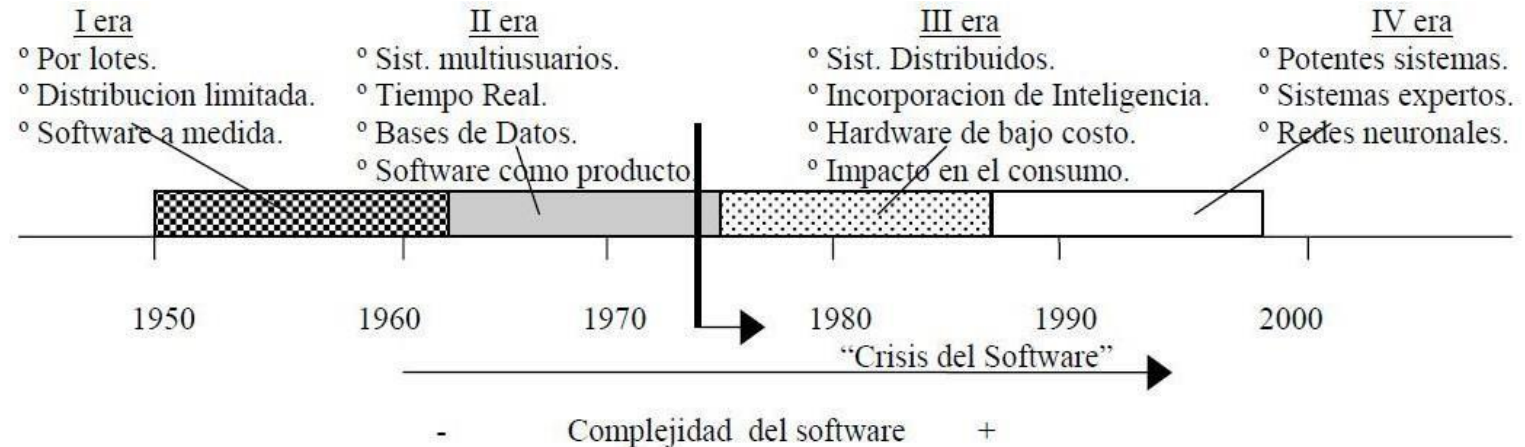 I era
º Por lotes.
º Distribucion limitada.
º Software a medida.
II era
º Sist. multiusuarios.
º Tiempo Real.
º Bases de Datos.
º Software como producto.
III era
º Sist. Distribuidos.
º Incorporacion de Inteligencia.
º Hardware de bajo costo.
º Impacto en el consumo.
IV era
º Potentes sistemas.
º Sistemas expertos.
º Redes neuronales.
1950 1960 1970 1980 1990 2000
“Crisis del Software”
- Complejidad del software +